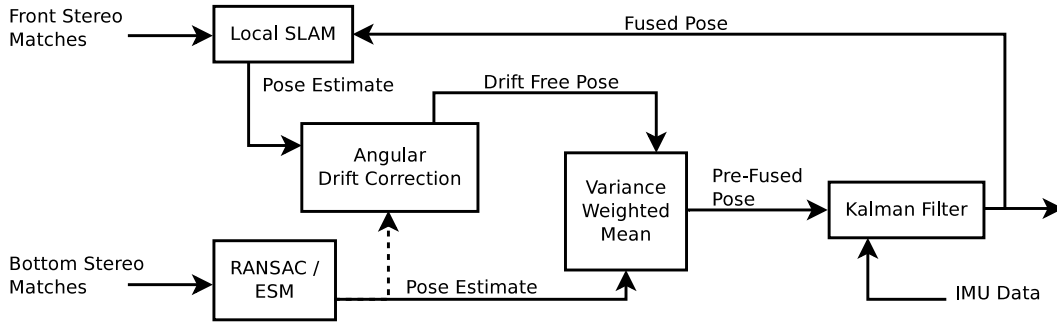 Front Stereo
Matches
Local SLAM
Fused Pose
Pose Estimate
Drift Free Pose
Angular
Drift Correction
Variance
Weighted
Mean
Pre-Fused
Pose
Kalman Filter
Bottom Stereo
Matches
RANSAC /
ESM
Pose Estimate
IMU Data